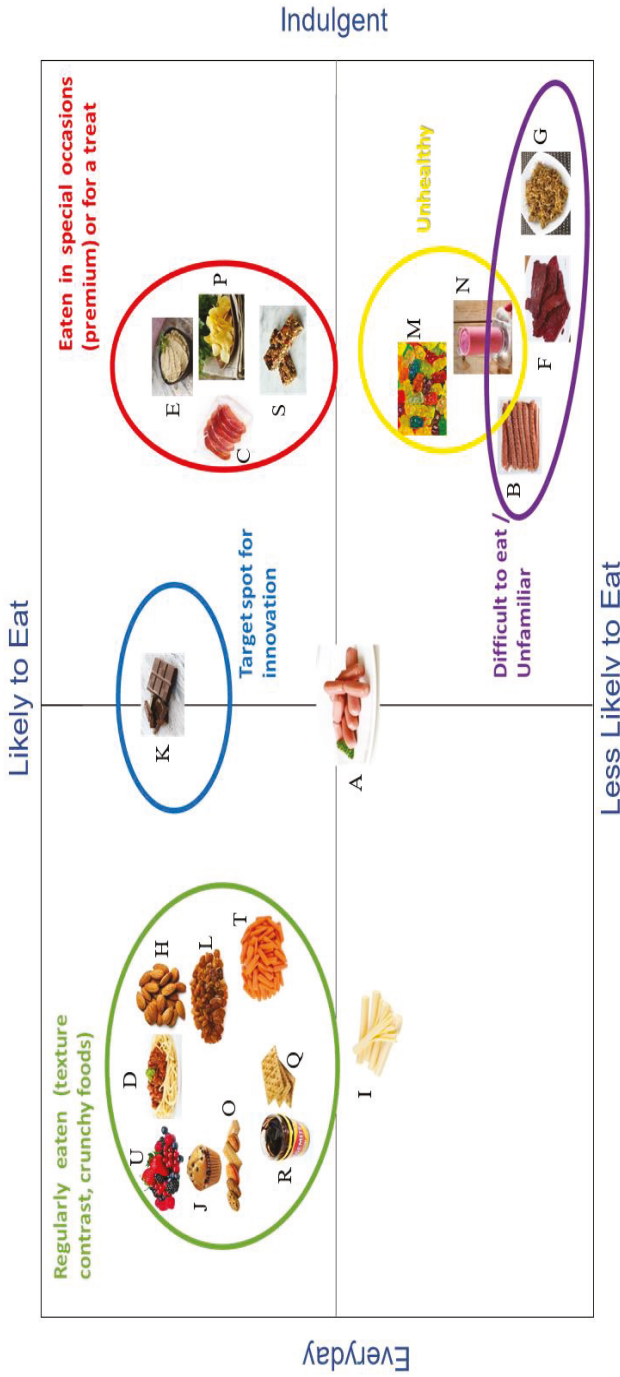 Likely to Eat
Regularly eaten (texture
contrast, crunchy foods)
Target spot for
innovation
Eaten in special occasions
(premium) or for a treat
Everyday
Indulgent
U
D
H
J
O
L
R
Q
T
K
E
C
P
S
I
A
Difficult to eat /
Unfamiliar
Unhealthy
M
N
B
F
G
Less Likely to Eat